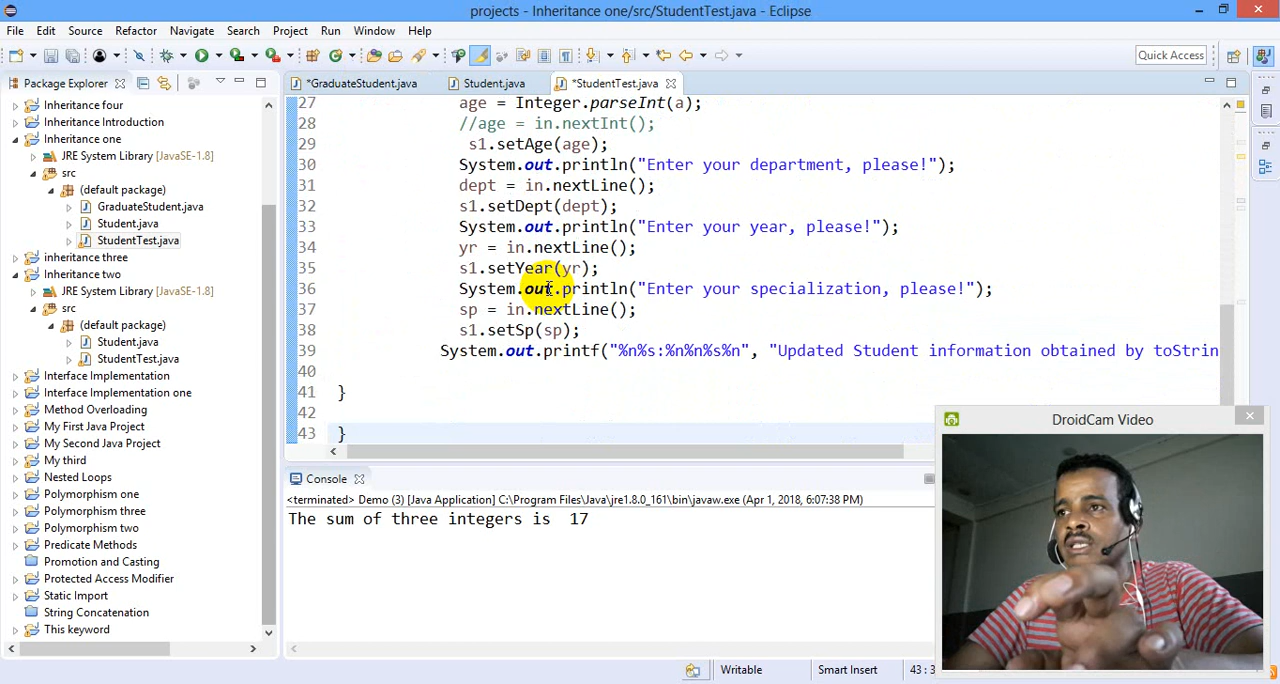 projects - Inheritance one/src/StudentTest.java - Eclipse
File Edit Source Refactor Navigate Search Project Run Window Help
Quick Access
Package Explorer
*GraduateStudent.java Student.java *StudentTest.java
Inheritance four
Inheritance Introduction
Inheritance one
JRE System Library [JavaSE-1.8]
src
(default package)
GraduateStudent.java
Student.java
StudentTest.java
inheritance three
Inheritance two
JRE System Library [JavaSE-1.8]
src
(default package)
Student.java
StudentTest.java
Interface Implementation
Interface Implementation one
Method Overloading
My First Java Project
My Second Java Project
My third
Nested Loops
Polymorphism one
Polymorphism three
Polymorphism two
Predicate Methods
Promotion and Casting
Protected Access Modifier
Static Import
String Concatenation
This keyword
27 age = Integer.parseInt(a);
28 //age = in.nextInt();
29 s1.setAge(age);
30 System.out.println("Enter your department, please!");
31 dept = in.nextLine();
32 s1.setDept(dept);
33 System.out.println("Enter your year, please!");
34 yr = in.nextLine();
35 s1.setYear(yr);
36 System.out.println("Enter your specialization, please!");
37 sp = in.nextLine();
38 s1.setSp(sp);
39 System.out.printf("%n%s:%n%n%s%n", "Updated Student information obtained by toStrin
40
41 }
42
43 }
Console
<terminated> Demo (3) [Java Application] C:\Program Files\Java\jre1.8.0_161\bin\javaw.exe (Apr 1, 2018, 6:07:38 PM)
The sum of three integers is 17
DroidCam Video
Writable Smart Insert 43 : 3